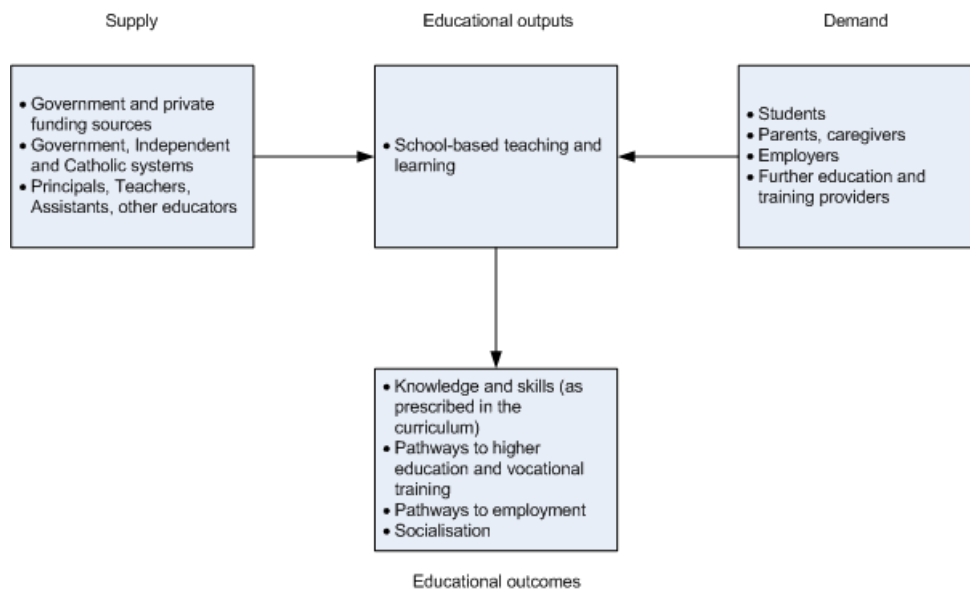 Supply
Educational outputs
Demand
• Government and private
funding sources
• Government, Independent
and Catholic systems
• Principals, Teachers,
Assistants, other educators
• School-based teaching and
learning
• Students
• Parents, caregivers
• Employers
• Further education and
training providers
• Knowledge and skills (as
prescribed in the
curriculum)
• Pathways to higher
education and vocational
training
• Pathways to employment
• Socialisation
Educational outcomes